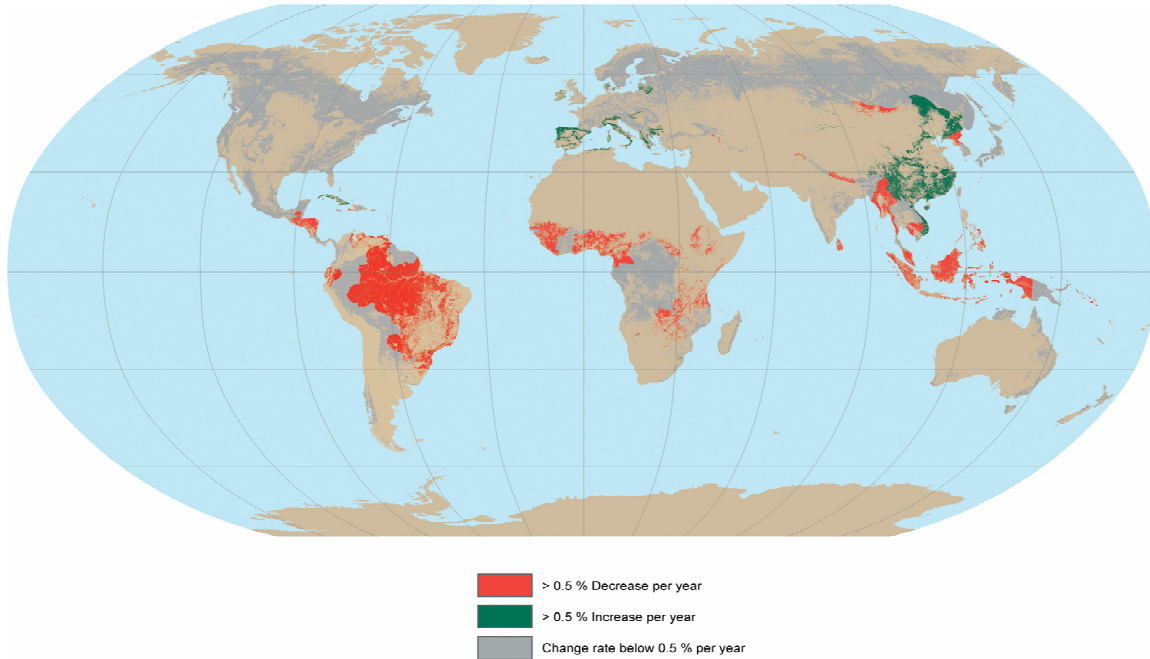 > 0.5 % Decrease per year
> 0.5 % Increase per year
Change rate below 0.5 % per year